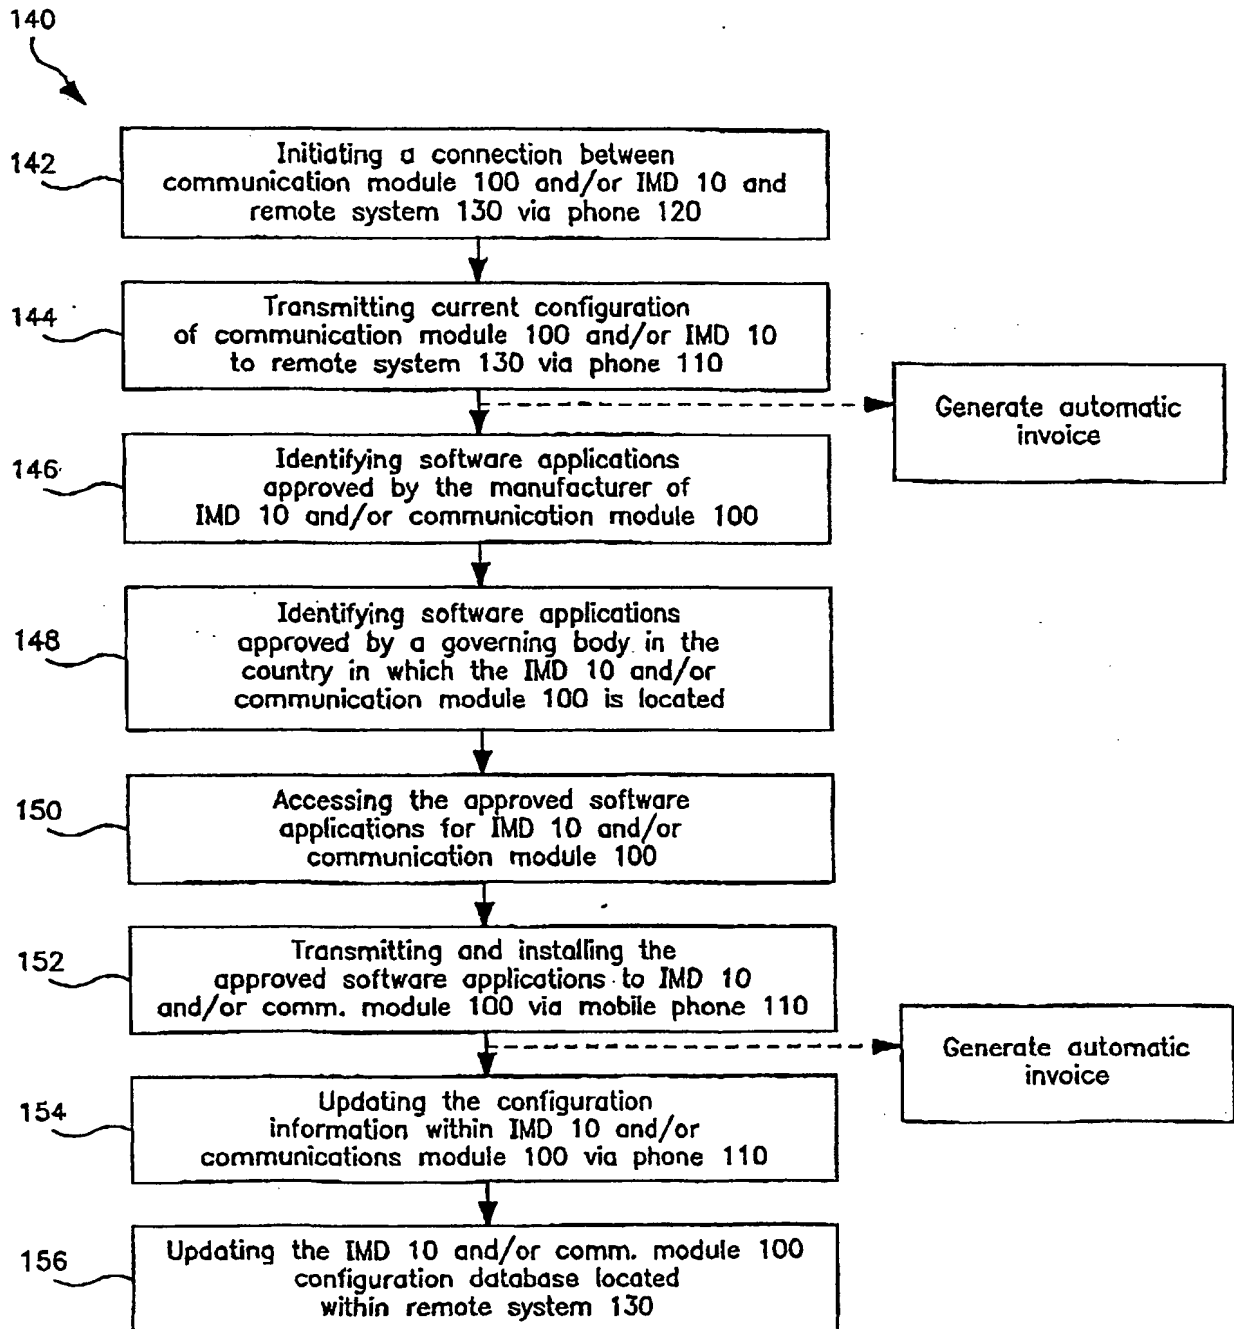 140
142
Initiating a connection between
communication module 100 and/or IMD 10 and
remote system 130 via phone 120
144
Transmitting current configuration
of communication module 100 and/or IMD 10
to remote system 130 via phone 110
Generate automatic
invoice
146
Identifying software applications
approved by the manufacturer of
IMD 10 and/or communication module 100
148
Identifying software applications
approved by a governing body in the
country in which the IMD 10 and/or
communication module 100 is located
150
Accessing the approved software
applications for IMD 10 and/or
communication module 100
152
Transmitting and installing the
approved software applications to IMD 10
and/or comm. module 100 via mobile phone 110
Generate automatic
invoice
154
Updating the configuration
information within IMD 10 and/or
communications module 100 via phone 110
156
Updating the IMD 10 and/or comm. module 100
configuration database located
within remote system 130